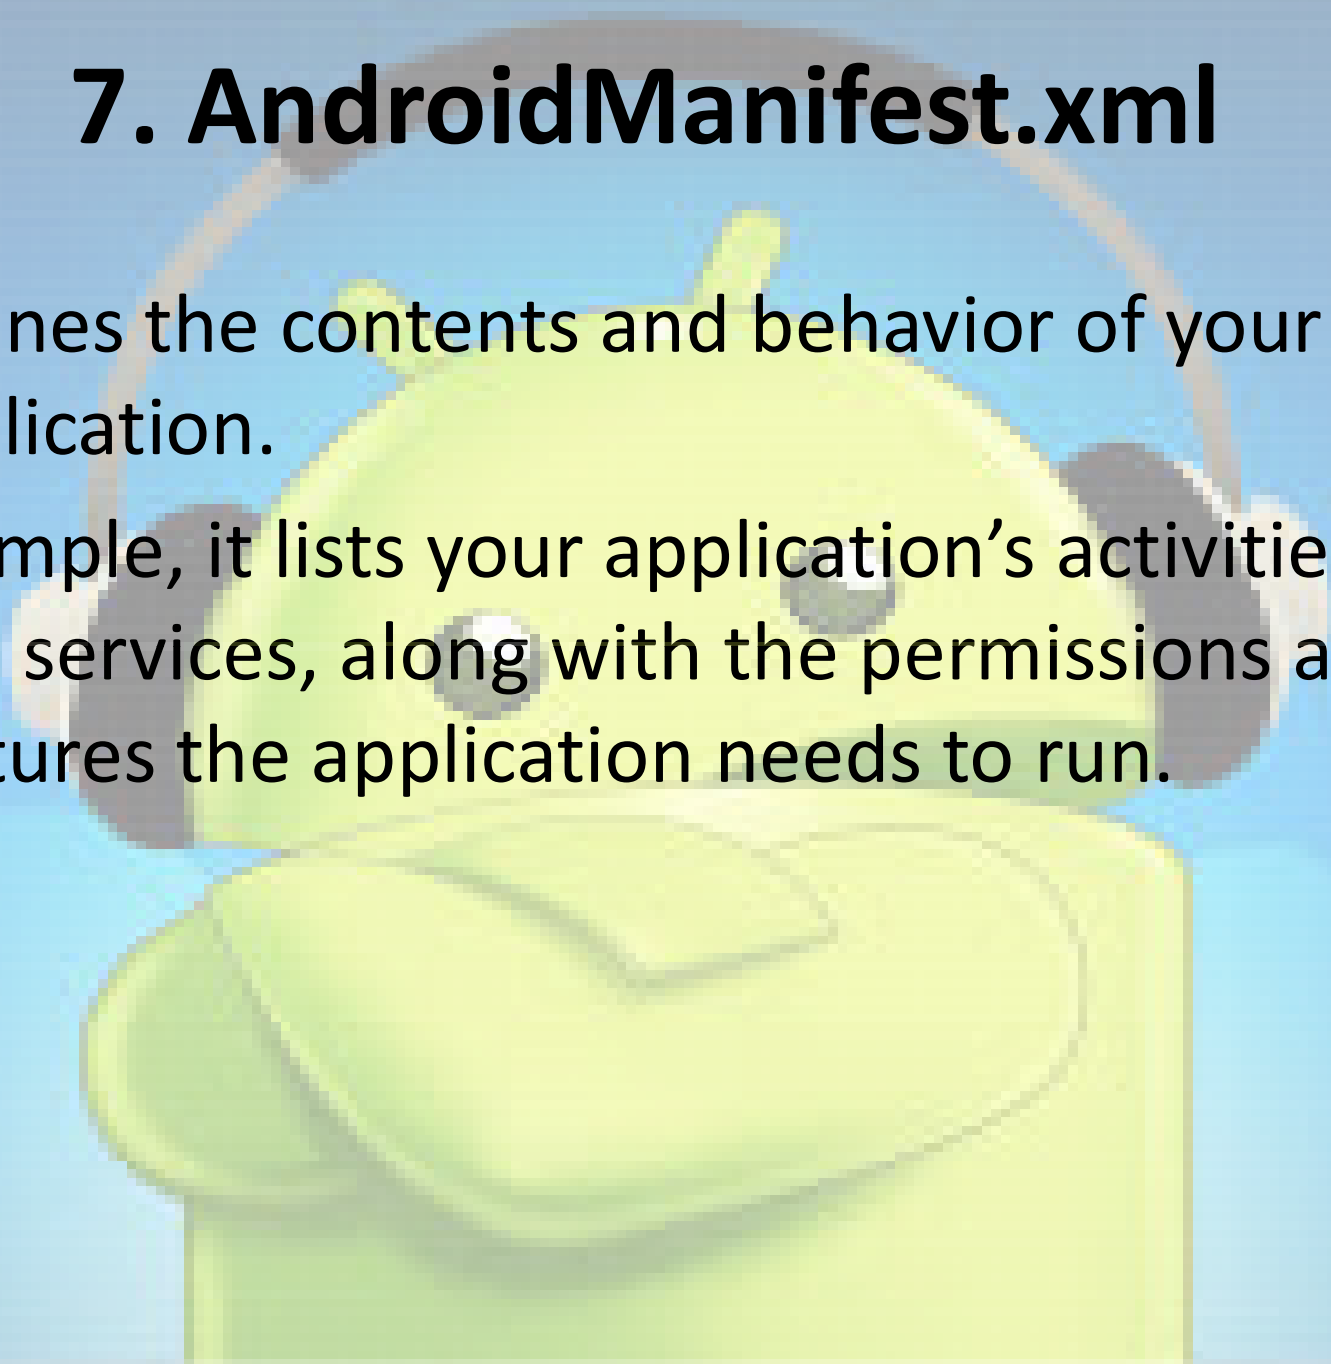 7. AndroidManifest.xml
nes the contents and behavior of your
lication.
mple, it lists your application’s activitie
services, along with the permissions a
tures the application needs to run.